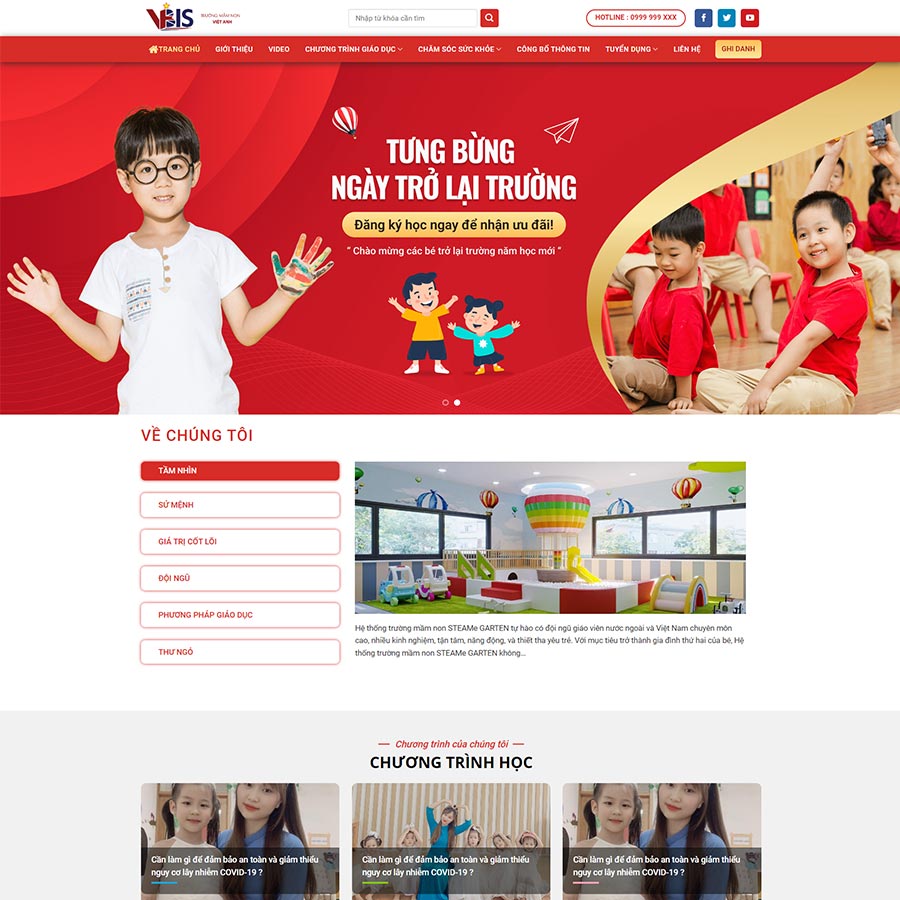 VBIS
TRƯỜNG MẦM NON
VIỆT ANH
Nhập từ khóa cần tìm
HOTLINE : 0999 999 XXX
TRANG CHỦ
GIỚI THIỆU
VIDEO
CHƯƠNG TRÌNH GIÁO DỤC
CHĂM SÓC SỨC KHỎE
CÔNG BỐ THÔNG TIN
TUYỂN DỤNG
LIÊN HỆ
GHI DANH
TƯNG BỪNG
NGÀY TRỞ LẠI TRƯỜNG
Đăng ký học ngay để nhận ưu đãi!
" Chào mừng các bé trở lại trường năm học mới "
VỀ CHÚNG TÔI
TẦM NHÌN
SỨ MỆNH
GIÁ TRỊ CỐT LÕI
ĐỘI NGŨ
PHƯƠNG PHÁP GIÁO DỤC
THƯ NGỎ
Hệ thống trường mầm non STEAMe GARTEN tự hào có đội ngũ giáo viên nước ngoài và Việt Nam chuyên môn
cao, nhiều kinh nghiệm, tận tâm, năng động, và thiết tha yêu trẻ. Với mục tiêu trở thành gia đình thứ hai của bé, Hệ
thống trường mầm non STEAMe GARTEN không...
Chương trình của chúng tôi
CHƯƠNG TRÌNH HỌC
Cần làm gì để đảm bảo an toàn và giảm thiểu
nguy cơ lây nhiễm COVID-19 ?
Cần làm gì để đảm bảo an toàn và giảm thiểu
nguy cơ lây nhiễm COVID-19 ?
Cần làm gì để đảm bảo an toàn và giảm thiểu
nguy cơ lây nhiễm COVID-19 ?